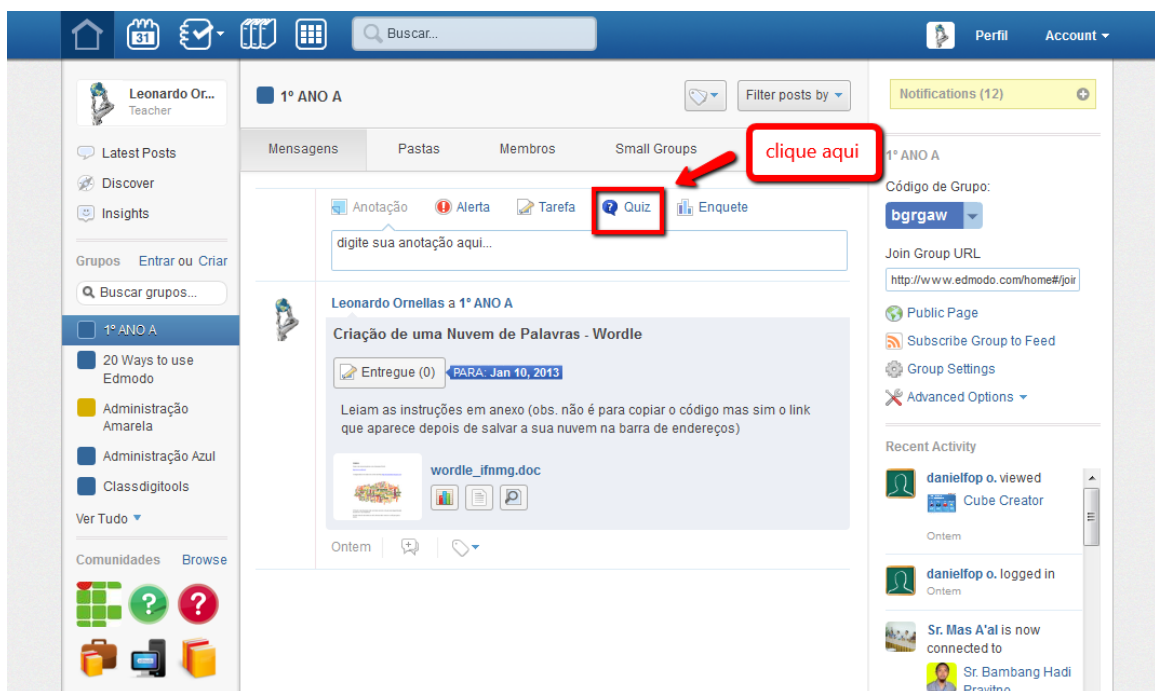 31
Buscar...
Perfil
Account
Leonardo Or...
Teacher
Latest Posts
Discover
Insights
Grupos Entrar ou Criar
Buscar grupos...
1º ANO A
20 Ways to use
Edmodo
Administração
Amarela
Administração Azul
Classdigitools
Ver Tudo
Comunidades Browse
1º ANO A
Filter posts by
Mensagens Pastas Membros Small Groups
clique aqui
Anotação Alerta Tarefa Quiz Enquete
digite sua anotação aqui...
Leonardo Ornellas a 1º ANO A
Criação de uma Nuvem de Palavras - Wordle
Entregue (0) PARA: Jan 10, 2013
Leiam as instruções em anexo (obs. não é para copiar o código mas sim o link
que aparece depois de salvar a sua nuvem na barra de endereços)
wordle_ifnmg.doc
Ontem
Notifications (12)
1º ANO A
Código de Grupo:
bgrgaw
Join Group URL
http://www.edmodo.com/home#/joir
Public Page
Subscribe Group to Feed
Group Settings
Advanced Options
Recent Activity
danielfop o. viewed
Cube Creator
Ontem
danielfop o. logged in
Ontem
Sr. Mas A'al is now
connected to
Sr. Bambang Hadi
Prayitno